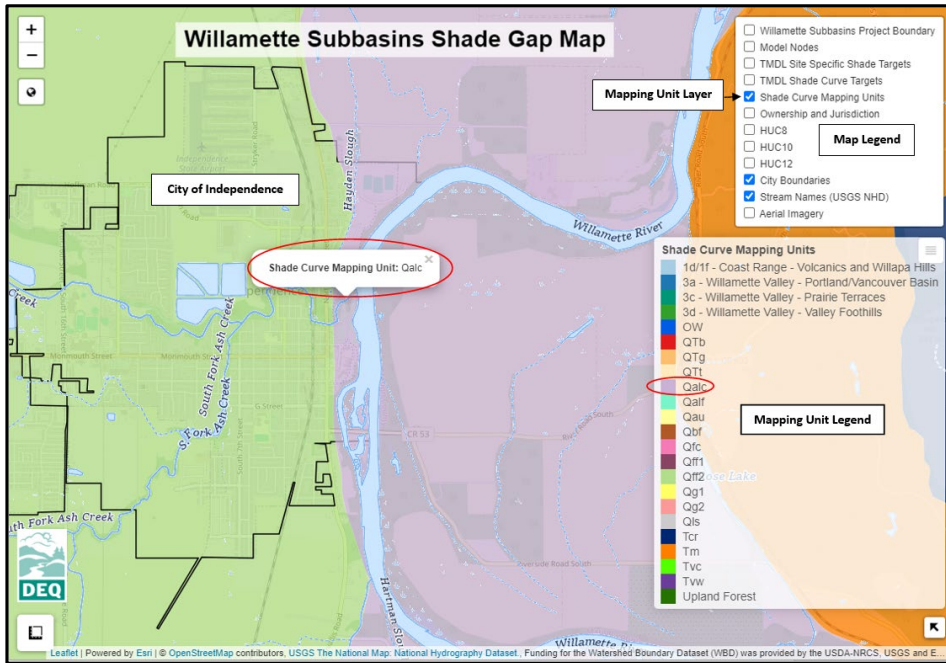 +
−
Willamette Subbasins Shade Gap Map
Willamette Subbasins Project Boundary
Model Nodes
TMDL Site Specific Shade Targets
TMDL Shade Curve Targets
Mapping Unit Layer
Shade Curve Mapping Units
Ownership and Jurisdiction
HUC8
Map Legend
HUC10
HUC12
City Boundaries
Stream Names (USGS NHD)
Aerial Imagery
City of Independence
Hayden Slough
Willamette River
Shade Curve Mapping Unit: Qalc
×
Creek
South Fork Ash Creek
Monmouth Street
Monmouth Street
G Street
S. Fork Ash Creek
South Fork Ash Creek
CR 53
River Road South
Riverside Road South
Hartman Slou
Willamette Riv
Shade Curve Mapping Units
1d/1f - Coast Range - Volcanics and Willapa Hills
3a - Willamette Valley - Portland/Vancouver Basin
3c - Willamette Valley - Prairie Terraces
3d - Willamette Valley - Valley Foothills
OW
QTb
QTg
QTt
Qalc
Qalf
Qau
Mapping Unit Legend
Qbf
Qfc
Qff1
Qff2
Qg1
Qg2
Qls
Tcr
Tm
Tvc
Tvw
Upland Forest
DEQ
Leaflet | Powered by Esri | © OpenStreetMap contributors, USGS The National Map: National Hydrography Dataset., Funding for the Watershed Boundary Dataset (WBD) was provided by the USDA-NRCS, USGS and E...